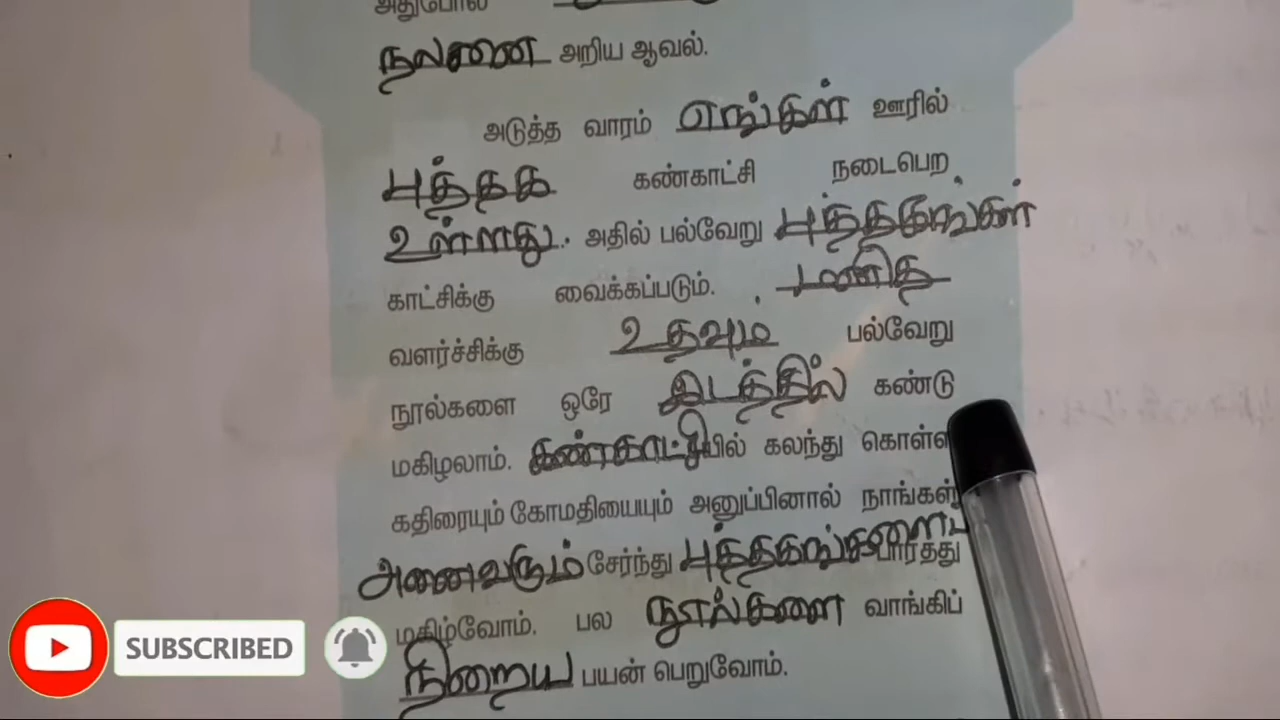 அதுபோல்
நலனை அறிய ஆவல்.
அடுத்த வாரம் எங்கள் ஊரில்
புத்தக கண்காட்சி நடைபெற
உள்ளது. அதில் பல்வேறு புத்தகங்கள்
காட்சிக்கு வைக்கப்படும். மனித
வளர்ச்சிக்கு உதவும் பல்வேறு
நூல்களை ஒரே இடத்தில் கண்டு
மகிழலாம். கண்காட்சியில் கலந்து
கதிரையும் கோமதியையும் அனுப்பினால் நாங்கள்
அனைவரும் சேர்ந்து புத்தகங்களைப் பார்த்து
மகிழ்வோம். பல நூல்களை வாங்கிப்
நிறைய பயன் பெறுவோம்.
SUBSCRIBED